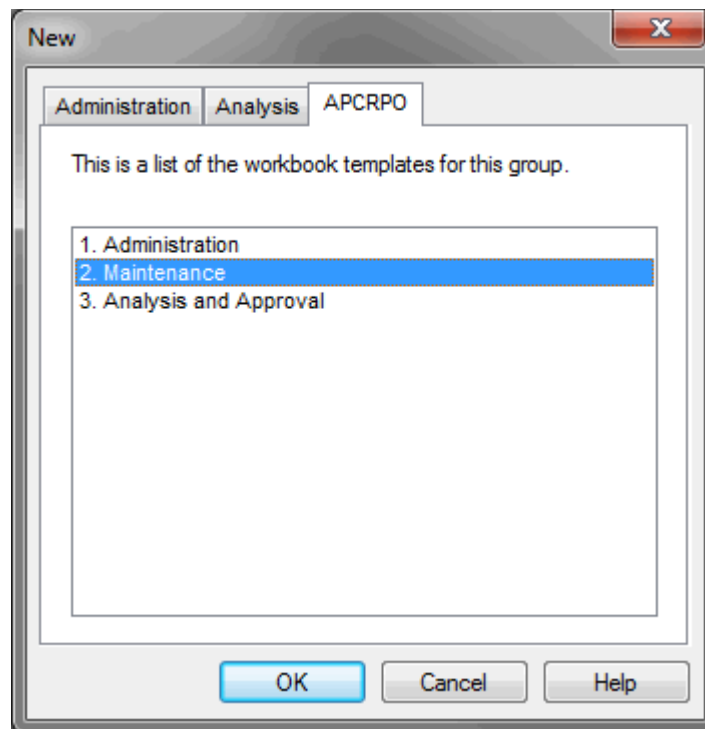 New
Administration Analysis APCRPO
This is a list of the workbook templates for this group.
1. Administration
2. Maintenance
3. Analysis and Approval
OK Cancel Help